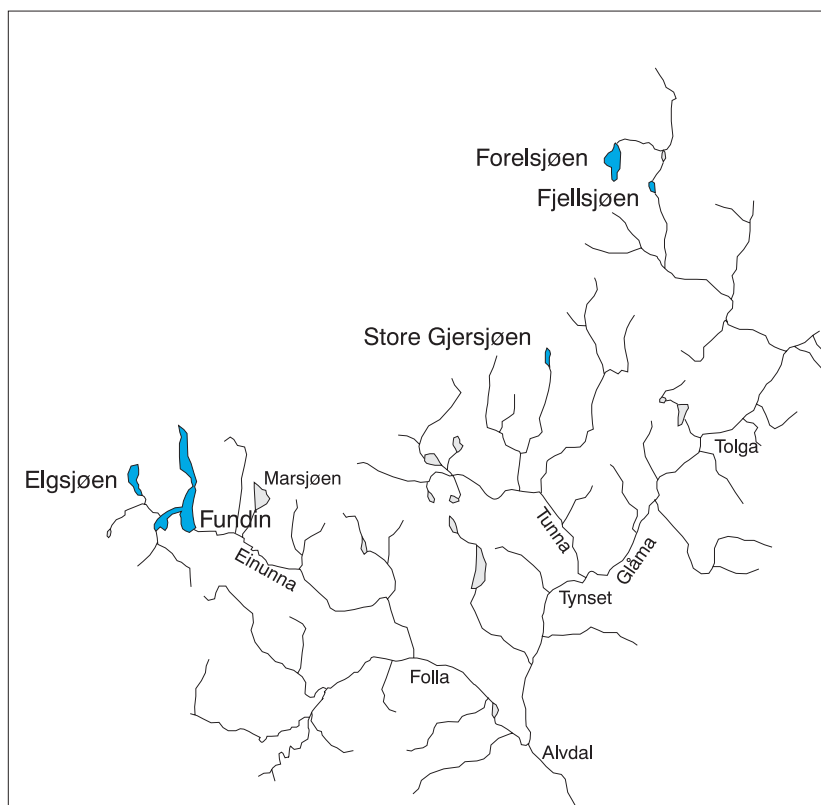 Forelsjøen
Fjellsjøen
Store Gjersjøen
Tolga
Elgsjøen
Marsjøen
Fundin
Tunna
Glåma
Einunna
Tynset
Folla
Alvdal